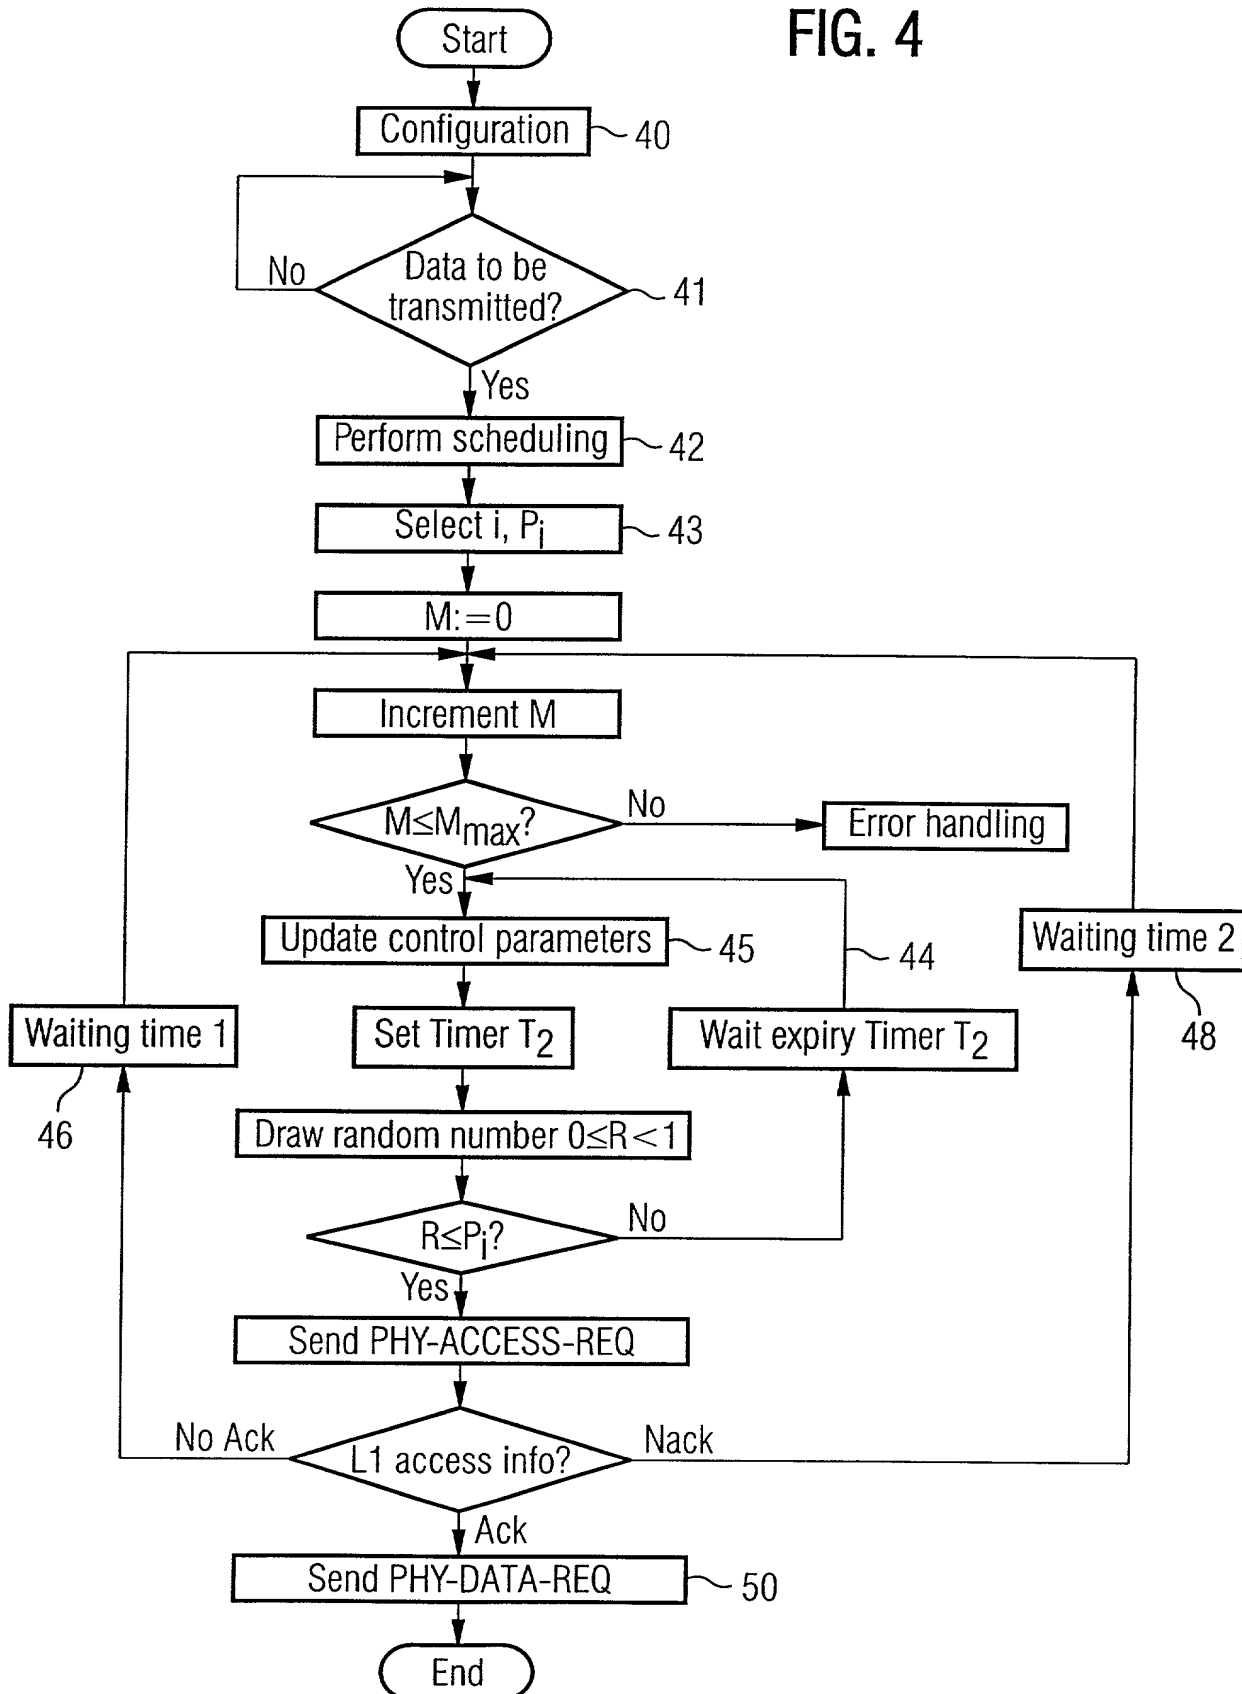 FIG. 4
Start
Configuration
40
No
Data to be
transmitted?
41
Yes
Perform scheduling
42
Select i, Pi
43
M:=0
Increment M
M≤Mmax?
No
Error handling
Yes
Update control parameters
45
44
Waiting time 2
48
Waiting time 1
46
Set Timer T2
Wait expiry Timer T2
Draw random number 0≤R<1
R≤Pi?
No
Yes
Send PHY-ACCESS-REQ
No Ack
L1 access info?
Nack
Ack
Send PHY-DATA-REQ
50
End